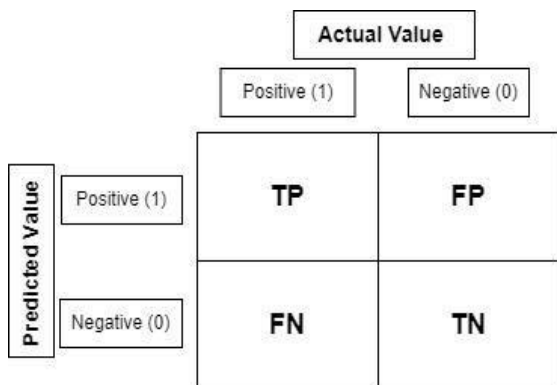 Actual Value
Positive (1) Negative (0)
Predicted Value
Positive (1) TP FP
Negative (0) FN TN